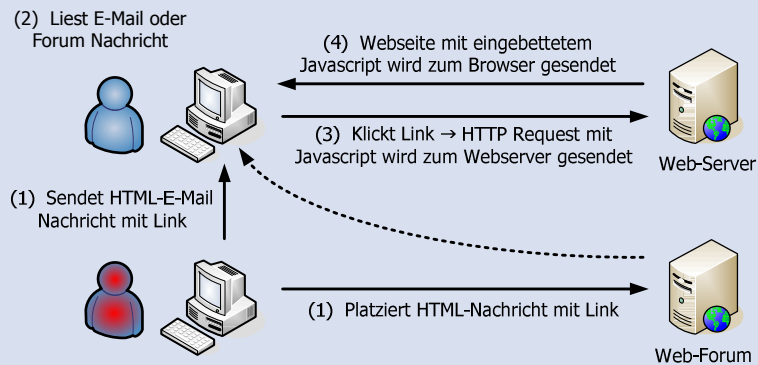 (2) Liest E-Mail oder
Forum Nachricht
(4) Webseite mit eingebettetem
Javascript wird zum Browser gesendet
(3) Klickt Link → HTTP Request mit
Javascript wird zum Webserver gesendet
Web-Server
(1) Sendet HTML-E-Mail
Nachricht mit Link
(1) Platziert HTML-Nachricht mit Link
Web-Forum